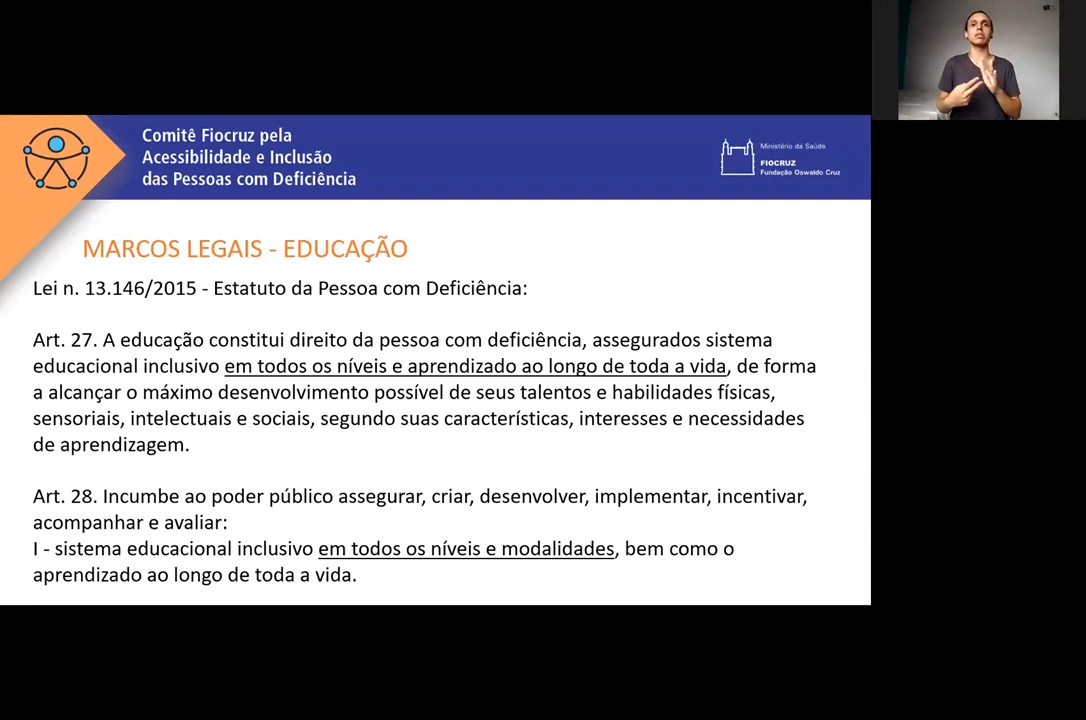 Comitê Fiocruz pela
Acessibilidade e Inclusão
das Pessoas com Deficiência
Ministério da Saúde
FIOCRUZ
Fundação Oswaldo Cruz
MARCOS LEGAIS - EDUCAÇÃO
Lei n. 13.146/2015 - Estatuto da Pessoa com Deficiência:
Art. 27. A educação constitui direito da pessoa com deficiência, assegurados sistema
educacional inclusivo em todos os níveis e aprendizado ao longo de toda a vida, de forma
a alcançar o máximo desenvolvimento possível de seus talentos e habilidades físicas,
sensoriais, intelectuais e sociais, segundo suas características, interesses e necessidades
de aprendizagem.
Art. 28. Incumbe ao poder público assegurar, criar, desenvolver, implementar, incentivar,
acompanhar e avaliar:
I - sistema educacional inclusivo em todos os níveis e modalidades, bem como o
aprendizado ao longo de toda a vida.